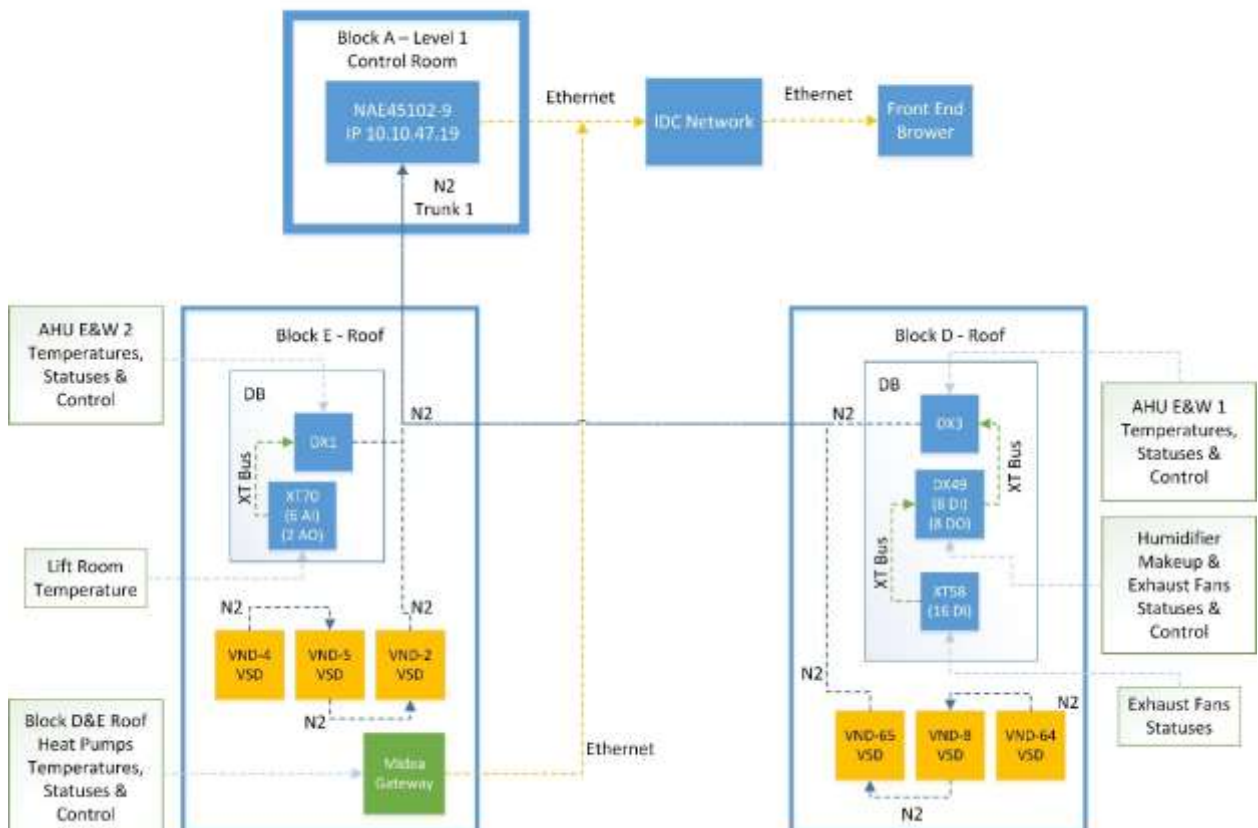 Block A – Level 1
Control Room
NAE45102-9
IP 10.10.47.19
N2
Trunk 1
Ethernet
IDC Network
Ethernet
Front End
Brower
AHU E&W 2
Temperatures,
Statuses &
Control
Lift Room
Temperature
Block D&E Roof
Heat Pumps
Temperatures,
Statuses &
Control
Block E - Roof
DB
DX1
N2
XT Bus
XT70
(6 AI)
(2 AO)
N2
N2
VND-4
VSD
VND-5
VSD
VND-2
VSD
N2
Midea
Gateway
Ethernet
Block D - Roof
DB
N2
DX3
XT Bus
DX49
(8 DI)
(8 DO)
XT Bus
XT58
(16 DI)
N2
N2
VND-65
VSD
VND-8
VSD
VND-64
VSD
N2
AHU E&W 1
Temperatures,
Statuses &
Control
Humidifier
Makeup &
Exhaust Fans
Statuses &
Control
Exhaust Fans
Statuses